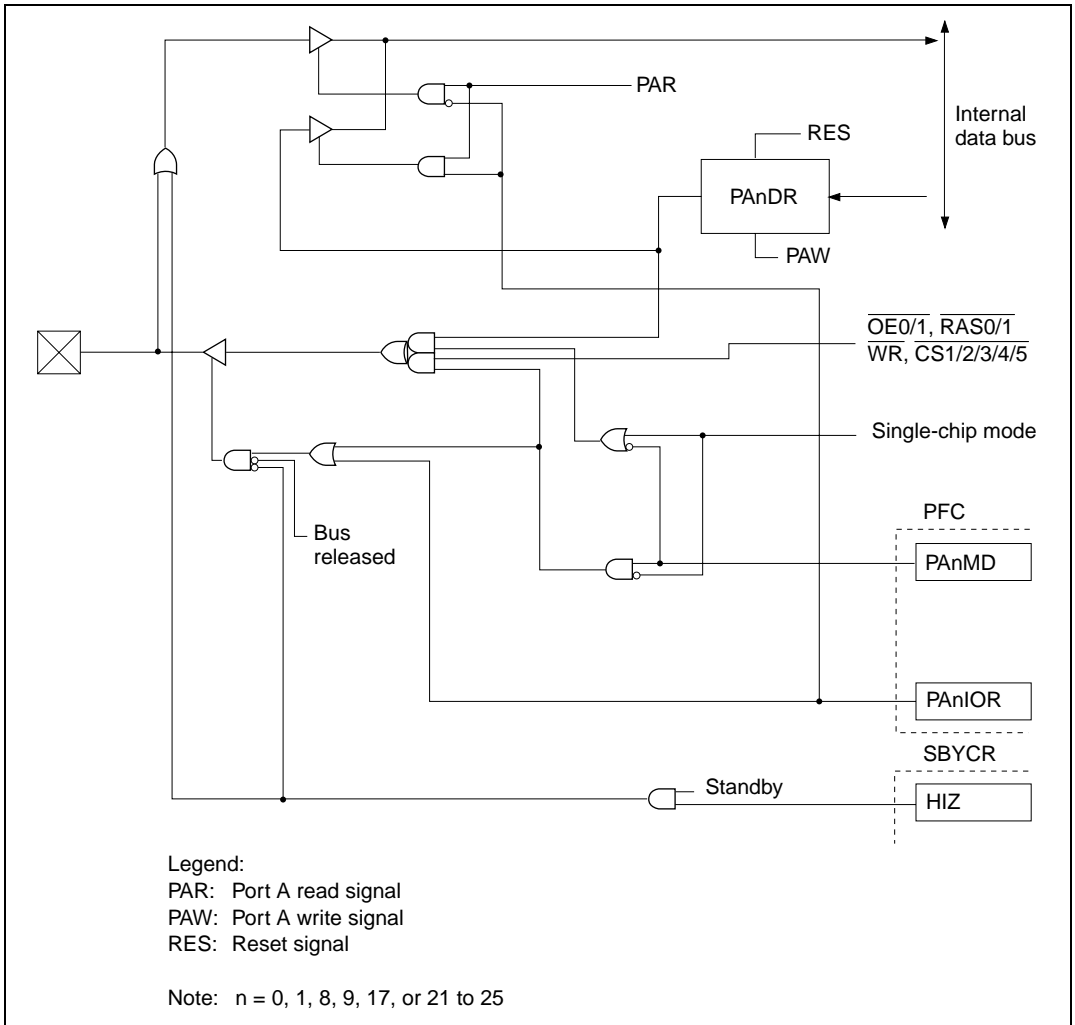 PAR
Internal
data bus
RES
PAnDR
PAW
OE0/1, RAS0/1
WR, CS1/2/3/4/5
Single-chip mode
Bus
released
PFC
PAnMD
PAnIOR
SBYCR
Standby
HIZ
Legend:
PAR: Port A read signal
PAW: Port A write signal
RES: Reset signal
Note: n = 0, 1, 8, 9, 17, or 21 to 25